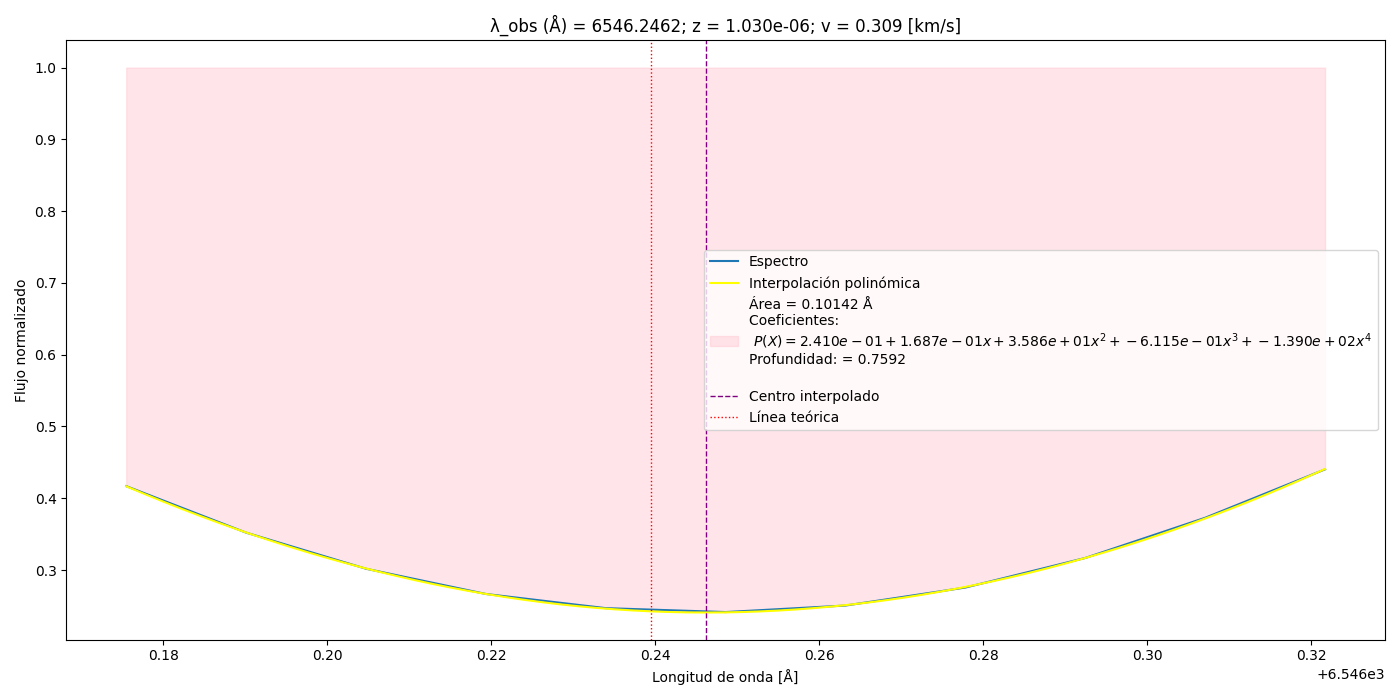 λ_obs (Å) = 6546.2462; z = 1.030e-06; v = 0.309 [km/s]
Flujo normalizado
1.0
0.9
0.8
0.7
0.6
0.5
0.4
0.3
Espectro
Interpolación polinómica
Área = 0.10142 Å
Coeficientes:
P(X) = 2.410e − 01 + 1.687e − 01x + 3.586e + 01x² + −6.115e − 01x³ + −1.390e + 02x⁴
Profundidad: = 0.7592
Centro interpolado
Línea teórica
0.18 0.20 0.22 0.24 0.26 0.28 0.30 0.32
+6.546e3
Longitud de onda [Å]